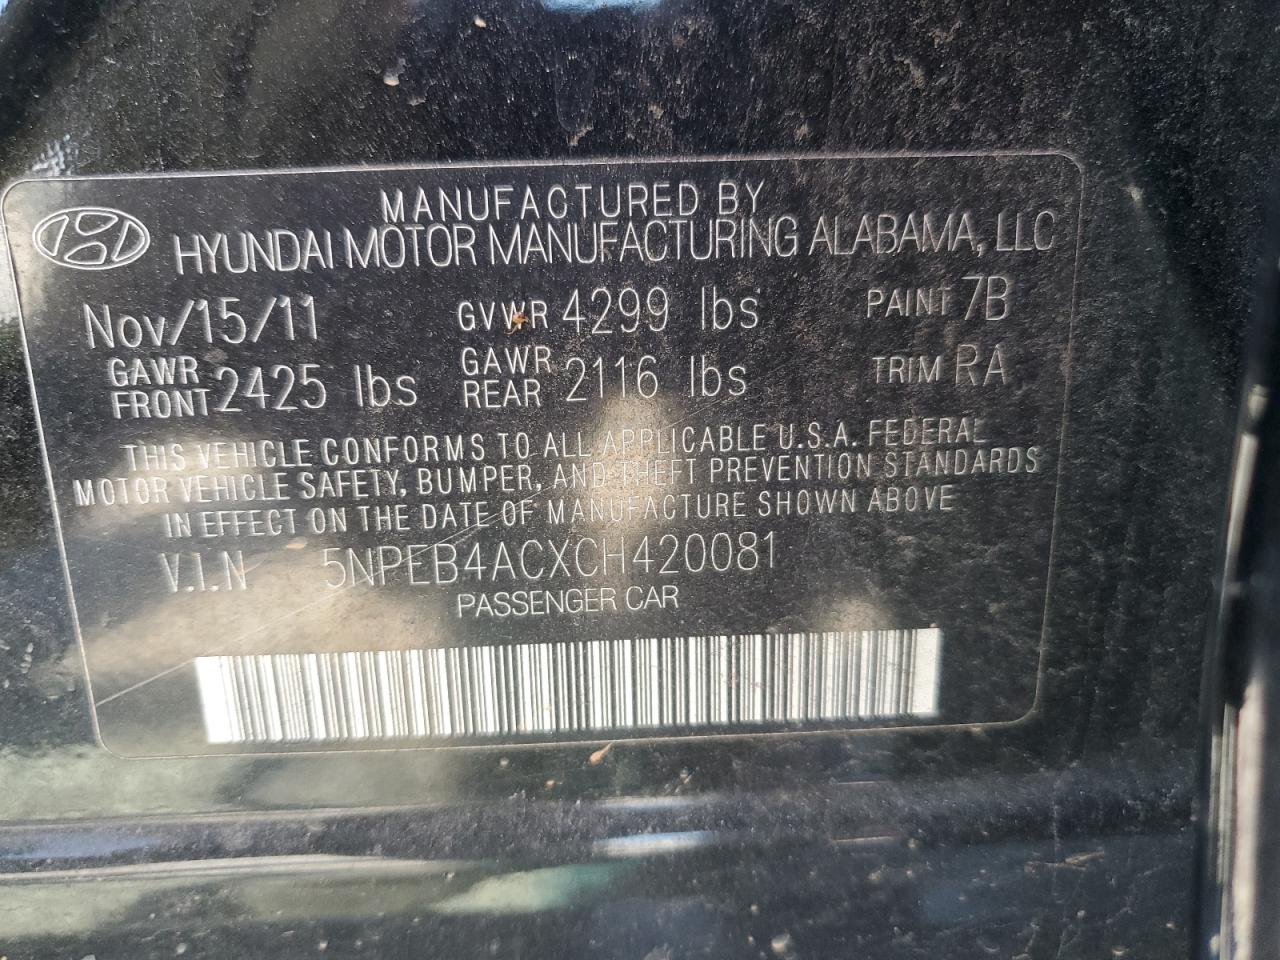 MANUFACTURED BY
HYUNDAI MOTOR MANUFACTURING ALABAMA, LLC
Nov/15/11 GVWR 4299 lbs PAINT 7B
GAWR FRONT 2425 lbs GAWR REAR 2116 lbs TRIM RA
THIS VEHICLE CONFORMS TO ALL APPLICABLE U.S.A. FEDERAL
MOTOR VEHICLE SAFETY, BUMPER, AND THEFT PREVENTION STANDARDS
IN EFFECT ON THE DATE OF MANUFACTURE SHOWN ABOVE
V.I.N 5NPEB4ACXCH420081
PASSENGER CAR